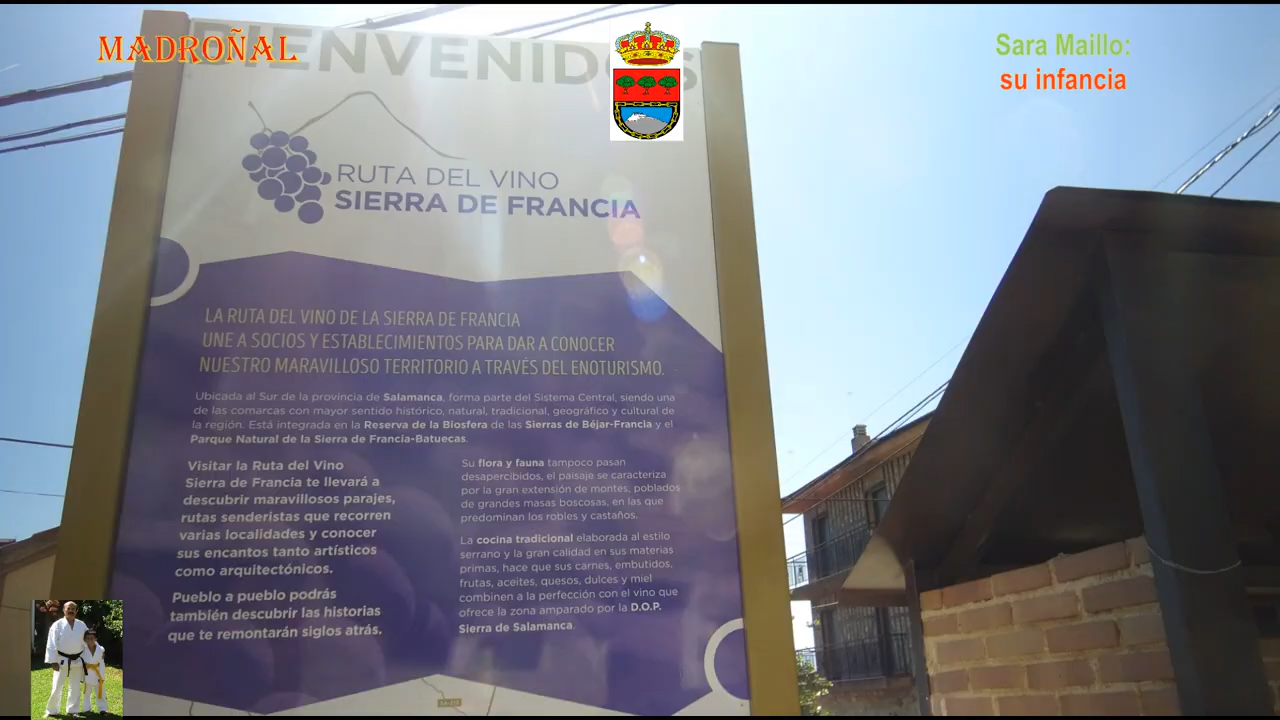 MADROÑAL
BIENVENIDOS
Sara Maillo:
su infancia
RUTA DEL VINO
SIERRA DE FRANCIA
LA RUTA DEL VINO DE LA SIERRA DE FRANCIA
UNE A SOCIOS Y ESTABLECIMIENTOS PARA DAR A CONOCER
NUESTRO MARAVILLOSO TERRITORIO A TRAVÉS DEL ENOTURISMO.
Ubicada al Sur de la provincia de Salamanca, forma parte del Sistema Central, siendo una
de las comarcas con mayor sentido histórico, natural, tradicional, geográfico y cultural de
la región. Está integrada en la Reserva de la Biosfera de las Sierras de Béjar-Francia y el
Parque Natural de la Sierra de Francia-Batuecas.
Visitar la Ruta del Vino
Sierra de Francia te llevará a
descubrir maravillosos parajes,
rutas senderistas que recorren
varias localidades y conocer
sus encantos tanto artísticos
como arquitectónicos.
Pueblo a pueblo podrás
también descubrir las historias
que te remontarán siglos atrás.
Su flora y fauna tampoco pasan
desapercibidos, el paisaje se caracteriza
por la gran extensión de montes, poblados
de grandes masas boscosas, en las que
predominan los robles y castaños.
La cocina tradicional elaborada al estilo
serrano y la gran calidad en sus materias
primas, hace que sus carnes, embutidos,
frutas, aceites, quesos, dulces y miel
combinen a la perfección con el vino que
ofrece la zona amparado por la D.O.P.
Sierra de Salamanca.